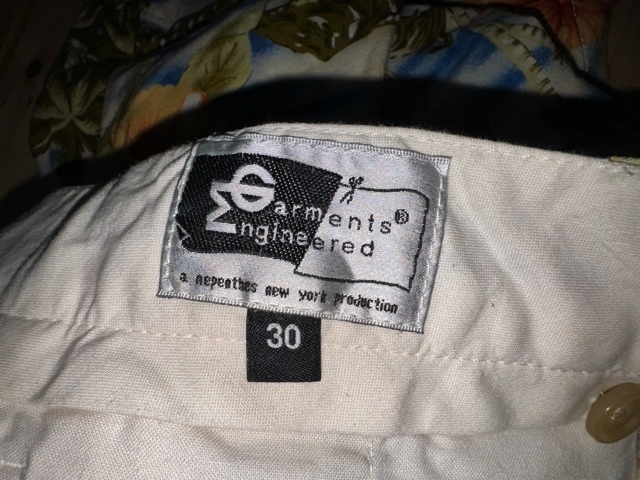 Engineered
Garments®
a nepenthes new york production
30